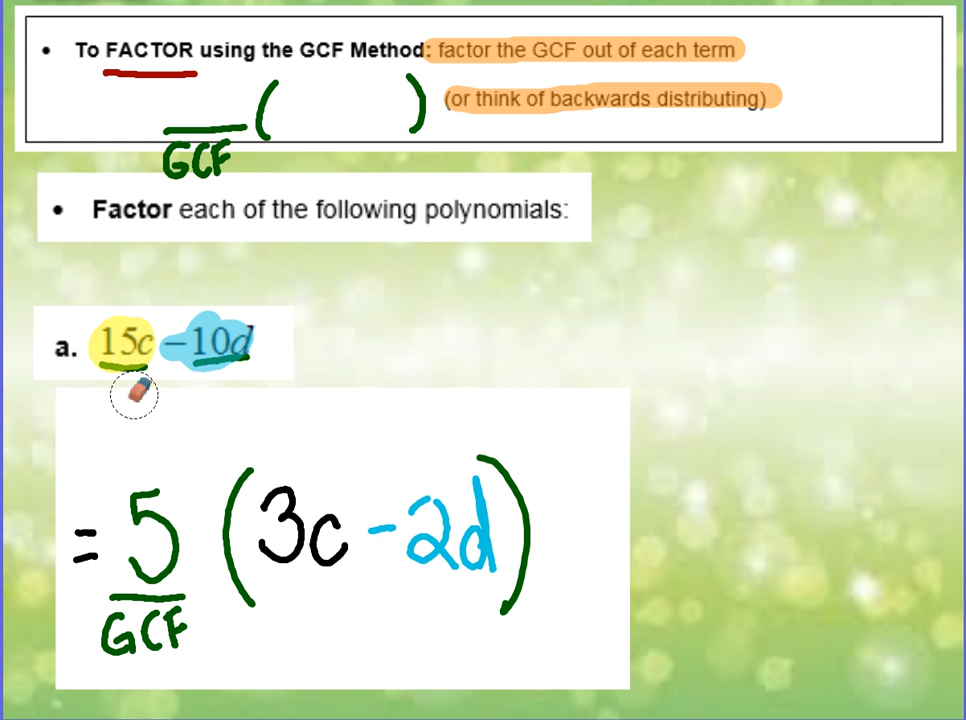 • To FACTOR using the GCF Method: factor the GCF out of each term
( ) (or think of backwards distributing)
GCF
• Factor each of the following polynomials:
a. 15c − 10d
= 5 (3c - 2d)
GCF